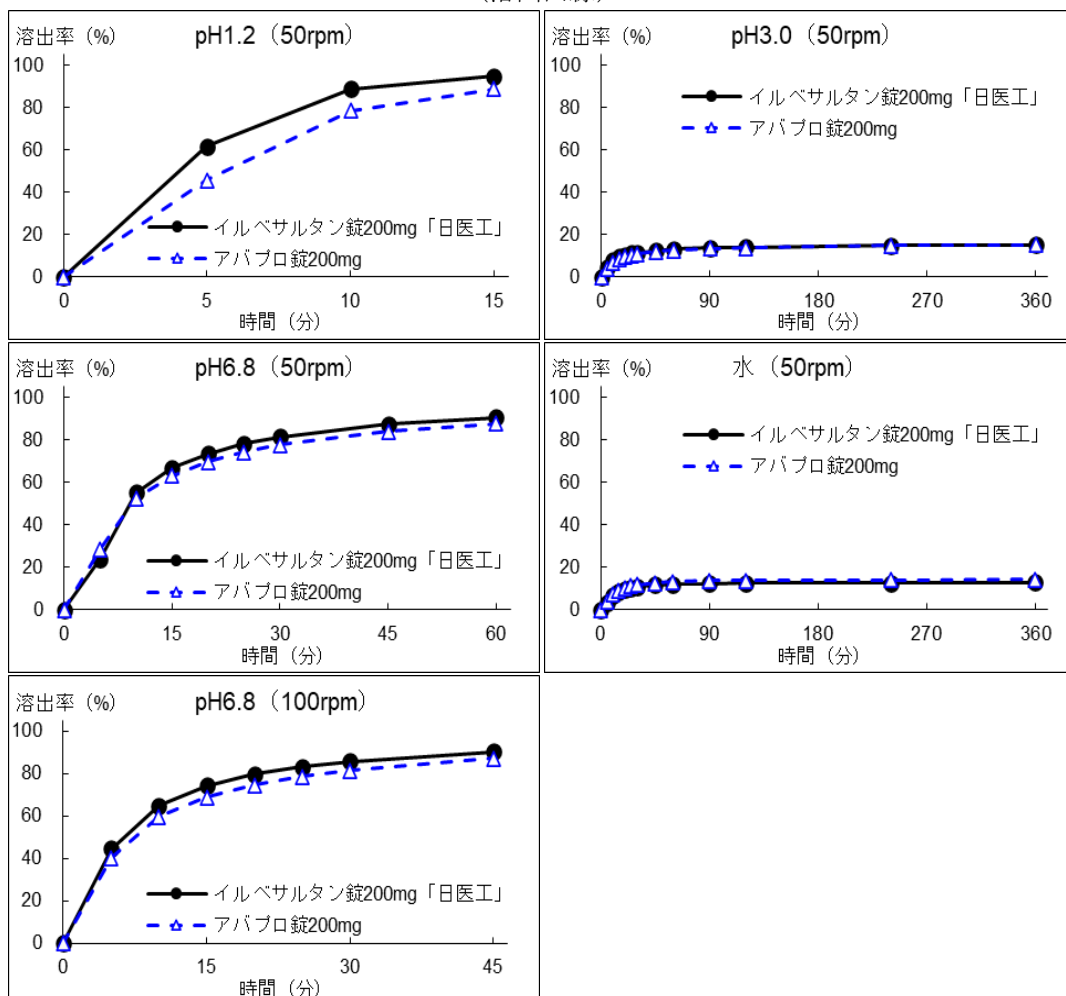 溶出率（%） pH1.2（50rpm）
100
80
60
40
20
0
イルベサルタン錠200mg「日医工」
アバプロ錠200mg
0 5 10 15
時間（分）
溶出率（%） pH3.0（50rpm）
100
80
60
40
20
0
イルベサルタン錠200mg「日医工」
アバプロ錠200mg
0 90 180 270 360
時間（分）
溶出率（%） pH6.8（50rpm）
100
80
60
40
20
0
イルベサルタン錠200mg「日医工」
アバプロ錠200mg
0 15 30 45 60
時間（分）
溶出率（%） 水（50rpm）
100
80
60
40
20
0
イルベサルタン錠200mg「日医工」
アバプロ錠200mg
0 90 180 270 360
時間（分）
溶出率（%） pH6.8（100rpm）
100
80
60
40
20
0
イルベサルタン錠200mg「日医工」
アバプロ錠200mg
0 15 30 45
時間（分）